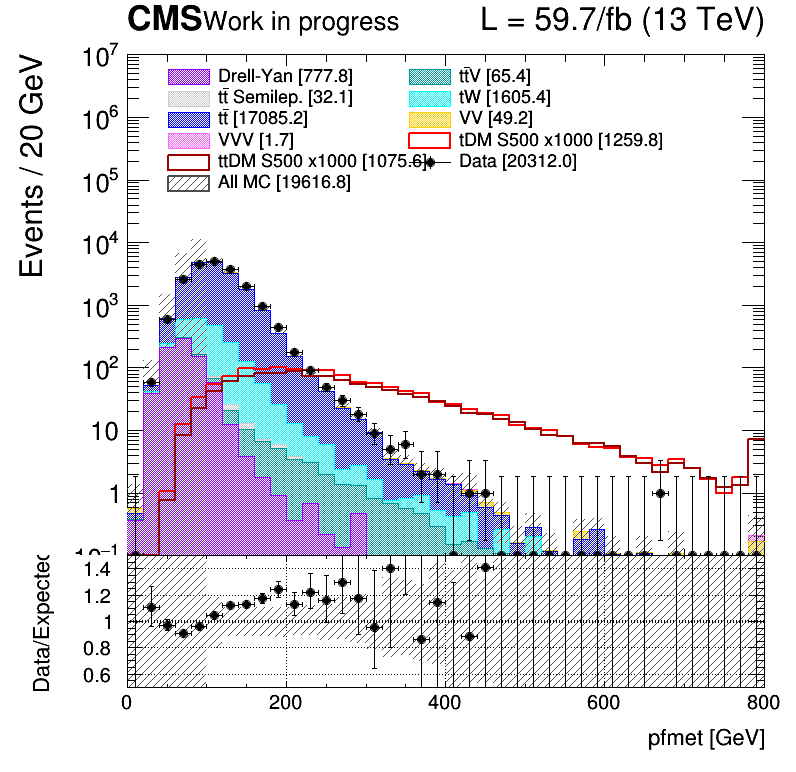 CMS Work in progress L = 59.7/fb (13 TeV)
Events / 20 GeV
10⁷
10⁶
10⁵
10⁴
10³
10²
10
1
10⁻¹
Drell-Yan [777.8]
tt̄V [65.4]
tt̄ Semilep. [32.1]
tW [1605.4]
tt̄ [17085.2]
VV [49.2]
VVV [1.7]
tDM S500 x1000 [1259.8]
ttDM S500 x1000 [1075.6]
Data [20312.0]
All MC [19616.8]
Data/Expected
1.4
1.2
1
0.8
0.6
0 200 400 600 800
pfmet [GeV]